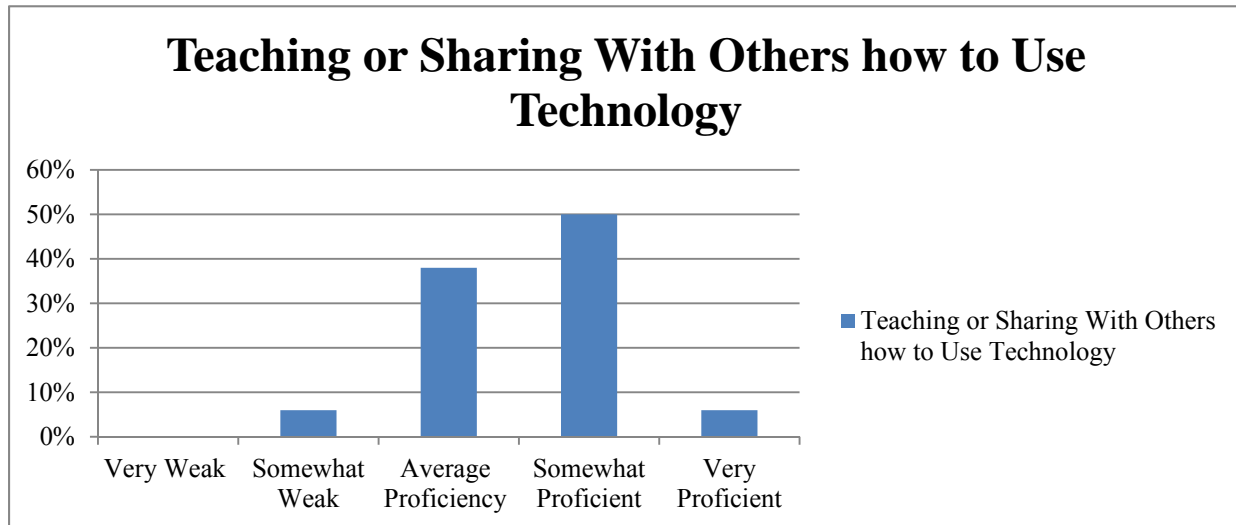 Teaching or Sharing With Others how to Use
Technology
60%
50%
40%
30%
20%
10%
0%
Very Weak
Somewhat
Weak
Average
Proficiency
Somewhat
Proficient
Very
Proficient
Teaching or Sharing With Others
how to Use Technology